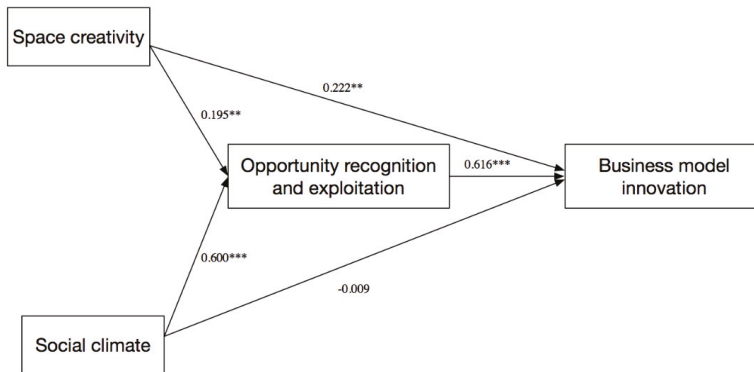 Space creativity
0.222**
0.195**
Opportunity recognition
and exploitation
0.616***
Business model
innovation
0.600***
-0.009
Social climate